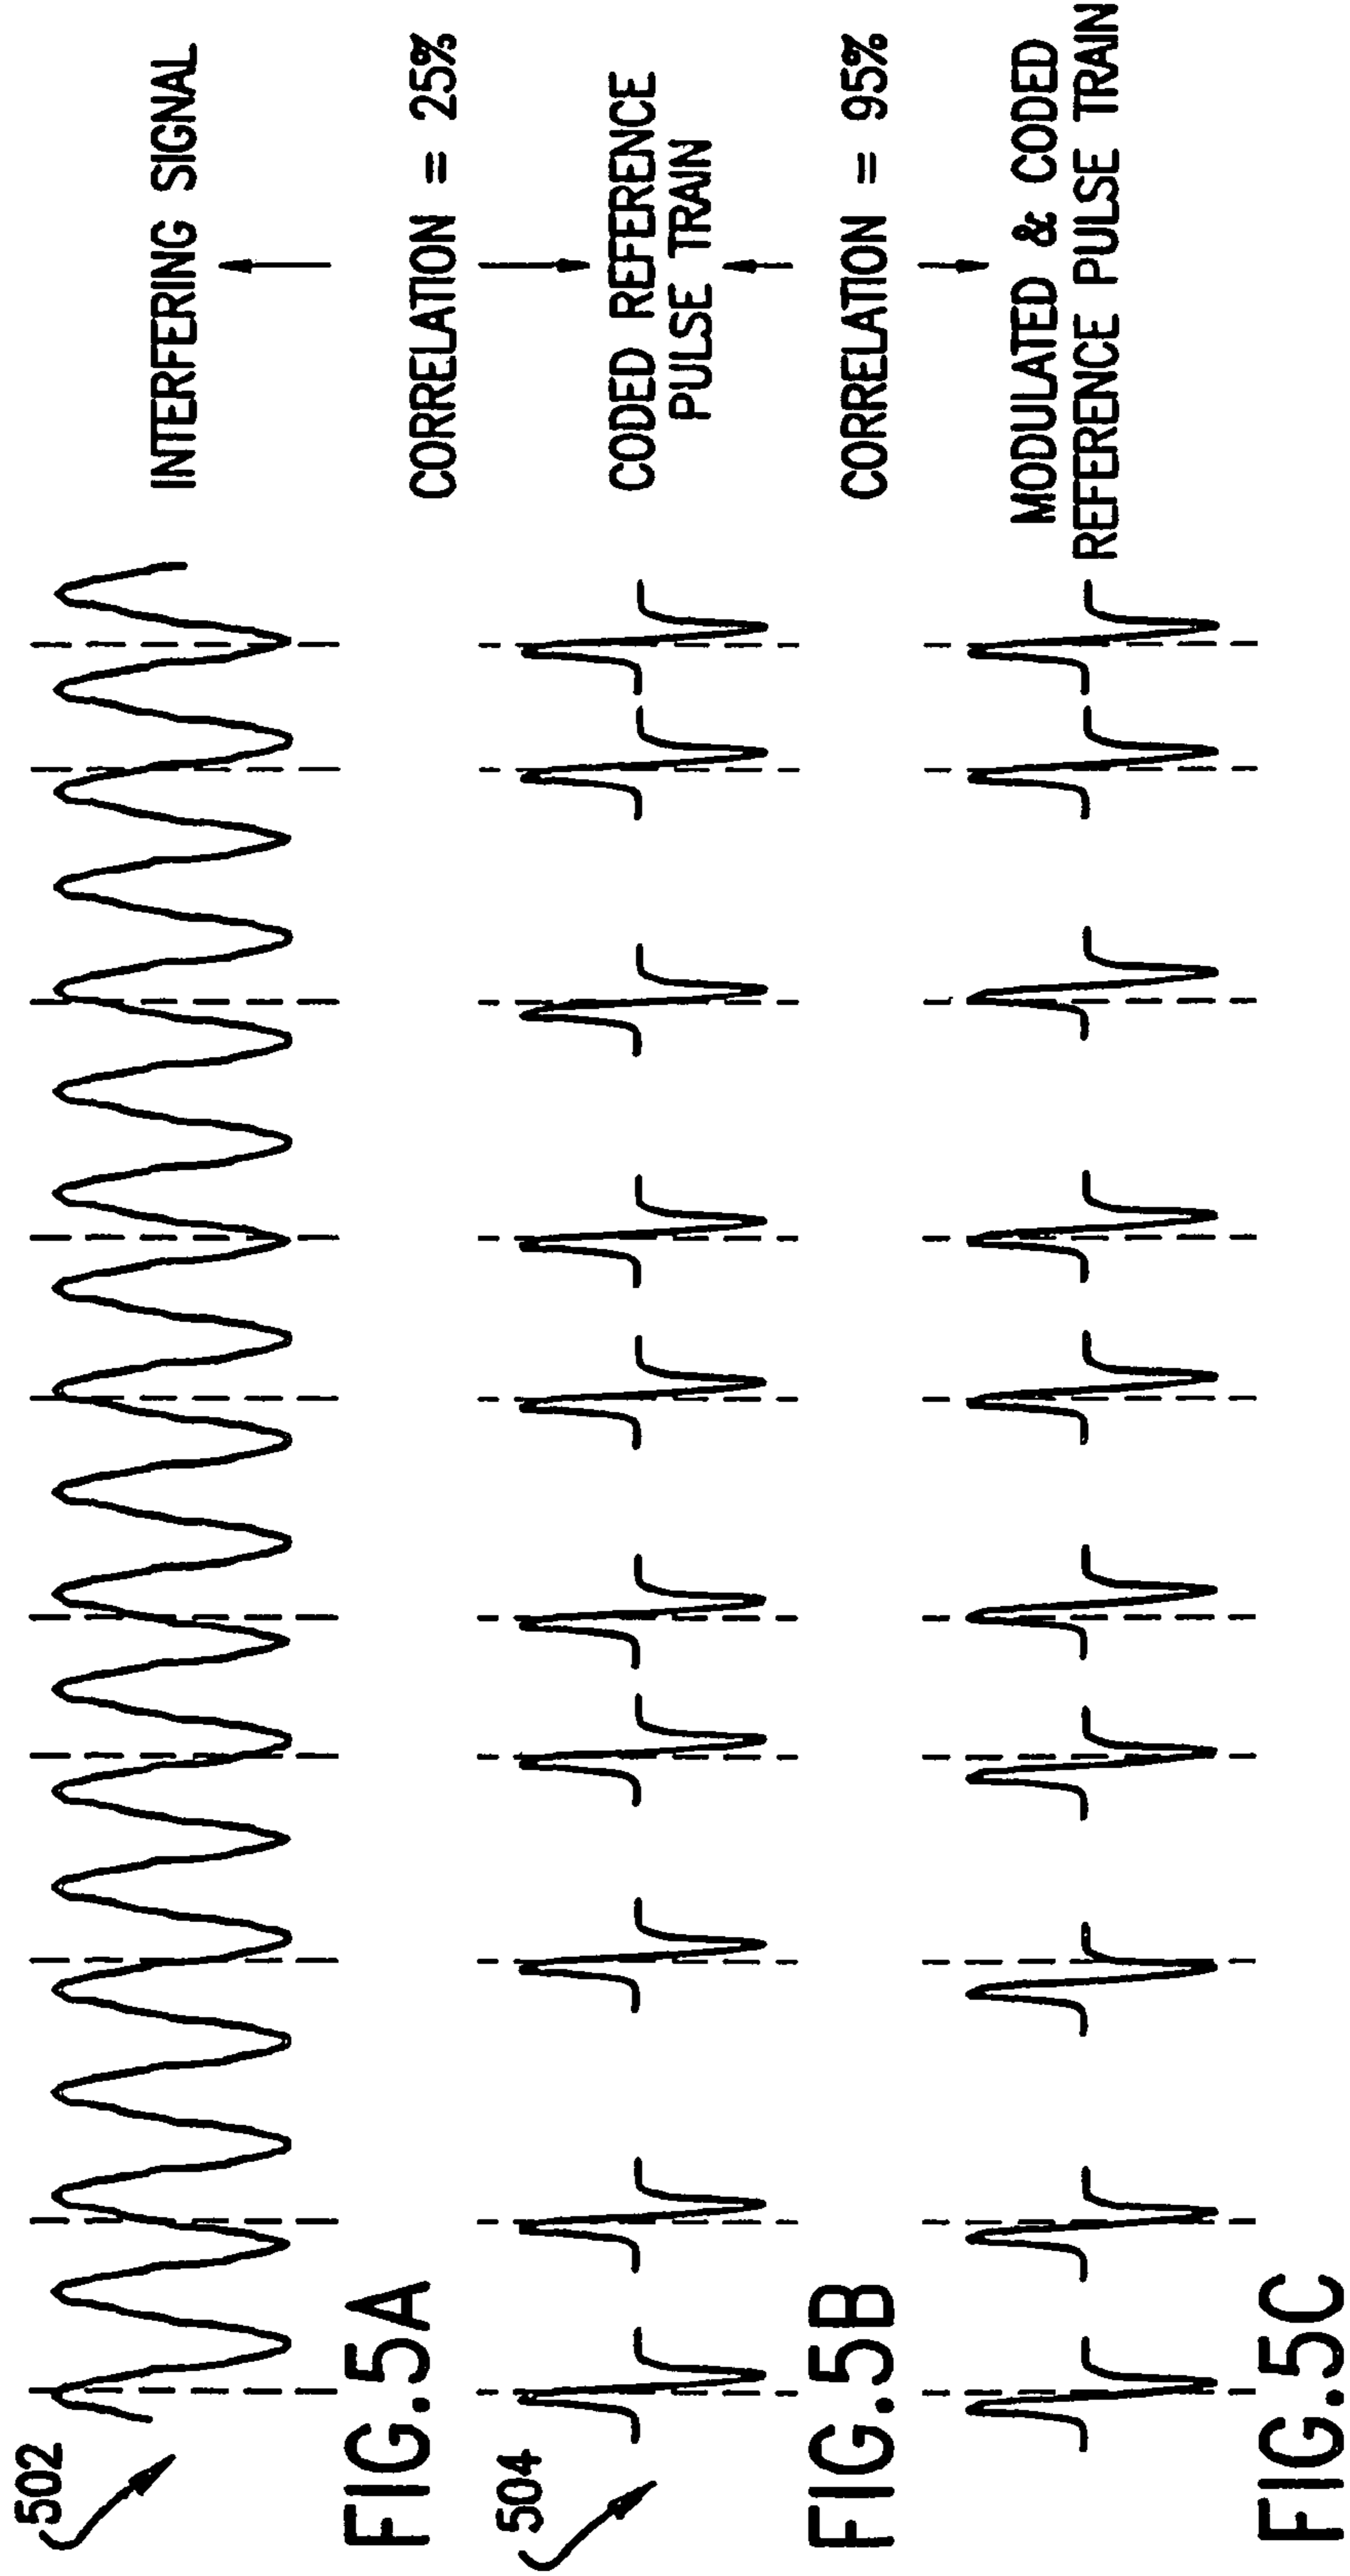 502
INTERFERING SIGNAL
FIG.5A
CORRELATION = 25%
504
CODED REFERENCE
PULSE TRAIN
FIG.5B
CORRELATION = 95%
MODULATED & CODED
REFERENCE PULSE TRAIN
FIG.5C